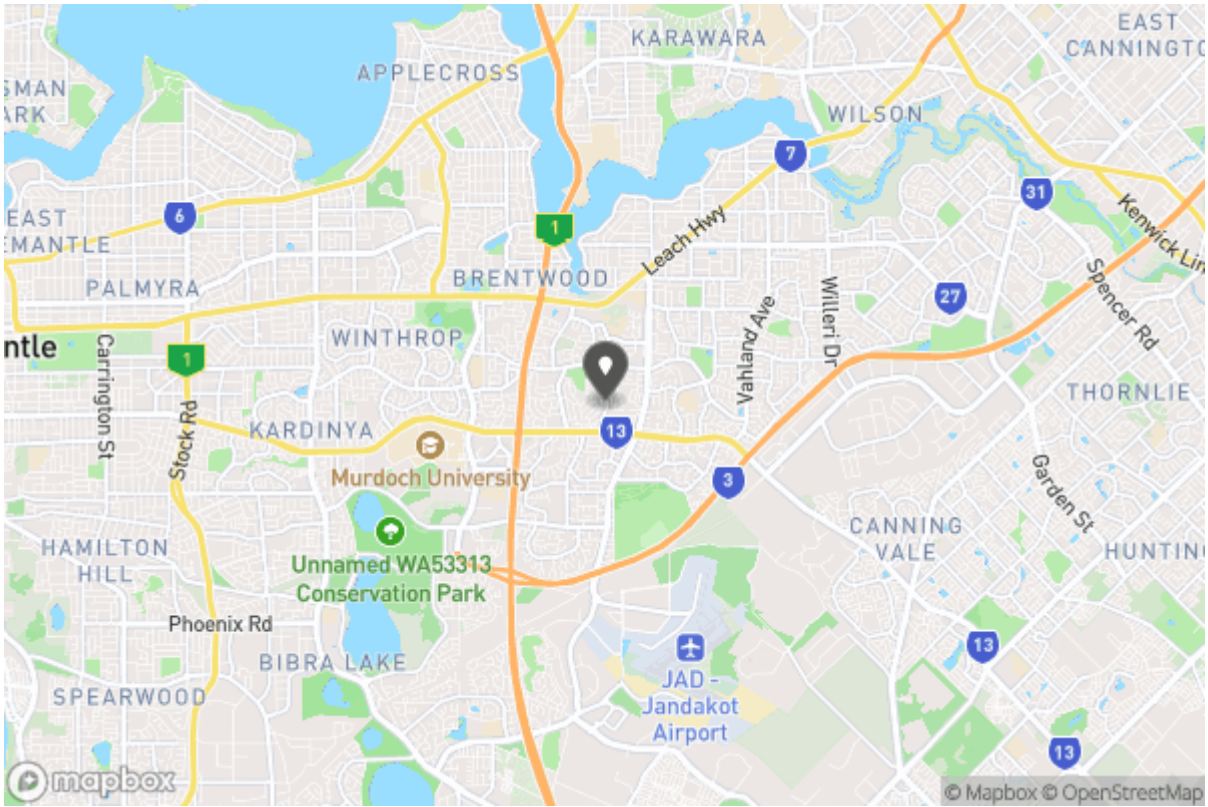 EAST
CANNINGTO
KARAWARA
APPLECROSS
SMAN
ARK
WILSON
7
31
6
EAST
EMANTLE
1
Kenwick Lin
Leach Hwy
BRENTWOOD
PALMYRA
27
Spencer Rd
Willeri Dr
Vahland Ave
WINTHROP
ntle
1
Carrington St
THORNLIE
Stock Rd
KARDINYA
13
Murdoch University
3
Garden St
CANNING
VALE
HAMILTON
HILL
HUNTING
Unnamed WA53313
Conservation Park
Phoenix Rd
13
BIBRA LAKE
JAD -
Jandakot
Airport
SPEARWOOD
13
mapbox
© Mapbox © OpenStreetMap